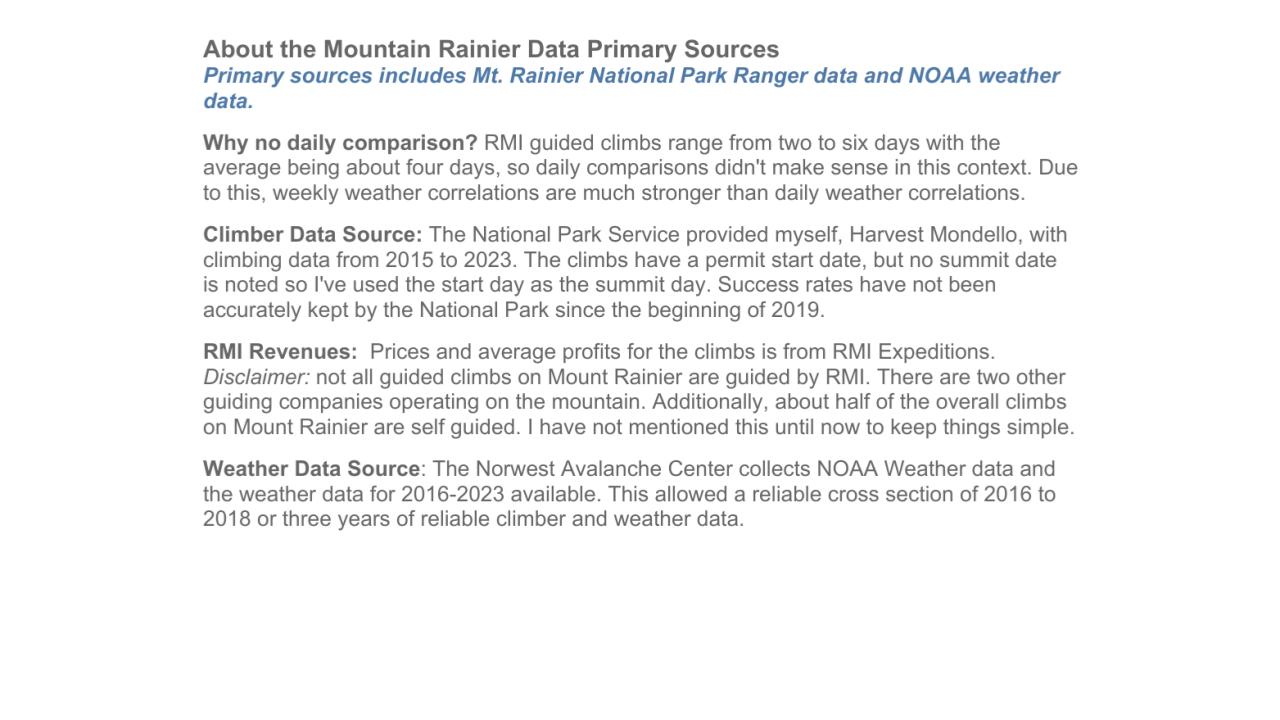 About the Mountain Rainier Data Primary Sources
Primary sources includes Mt. Rainier National Park Ranger data and NOAA weather
data.
Why no daily comparison? RMI guided climbs range from two to six days with the
average being about four days, so daily comparisons didn't make sense in this context. Due
to this, weekly weather correlations are much stronger than daily weather correlations.
Climber Data Source: The National Park Service provided myself, Harvest Mondello, with
climbing data from 2015 to 2023. The climbs have a permit start date, but no summit date
is noted so I've used the start day as the summit day. Success rates have not been
accurately kept by the National Park since the beginning of 2019.
RMI Revenues:  Prices and average profits for the climbs is from RMI Expeditions.
Disclaimer: not all guided climbs on Mount Rainier are guided by RMI. There are two other
guiding companies operating on the mountain. Additionally, about half of the overall climbs
on Mount Rainier are self guided. I have not mentioned this until now to keep things simple.
Weather Data Source: The Norwest Avalanche Center collects NOAA Weather data and
the weather data for 2016-2023 available. This allowed a reliable cross section of 2016 to
2018 or three years of reliable climber and weather data.